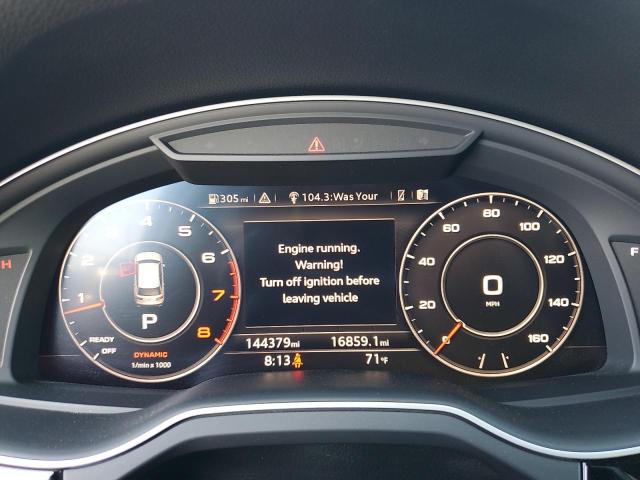 305 mi 104.3:Was Your
Engine running.
Warning!
Turn off ignition before
leaving vehicle
1 2 3 4 5 6 7 8
READY
OFF
P
DYNAMIC
1/min x 1000
0 20 40 60 80 100 120 140 160
0
MPH
144379mi 16859.1mi
8:13 71°F
H
F